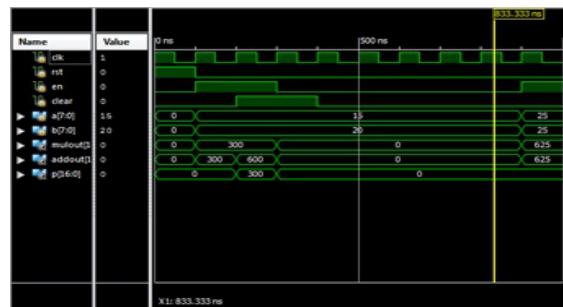 833.333 ns
Name Value 0 ns 500 ns
clk 1
rst 0
en 0
clear 0
a[7:0] 15 0 15 25
b[7:0] 20 0 20 25
mulout[1 0 0 300 0 625
addout[1 0 0 300 600 0 625
p[16:0] 0 0 300 0
X1: 833.333 ns